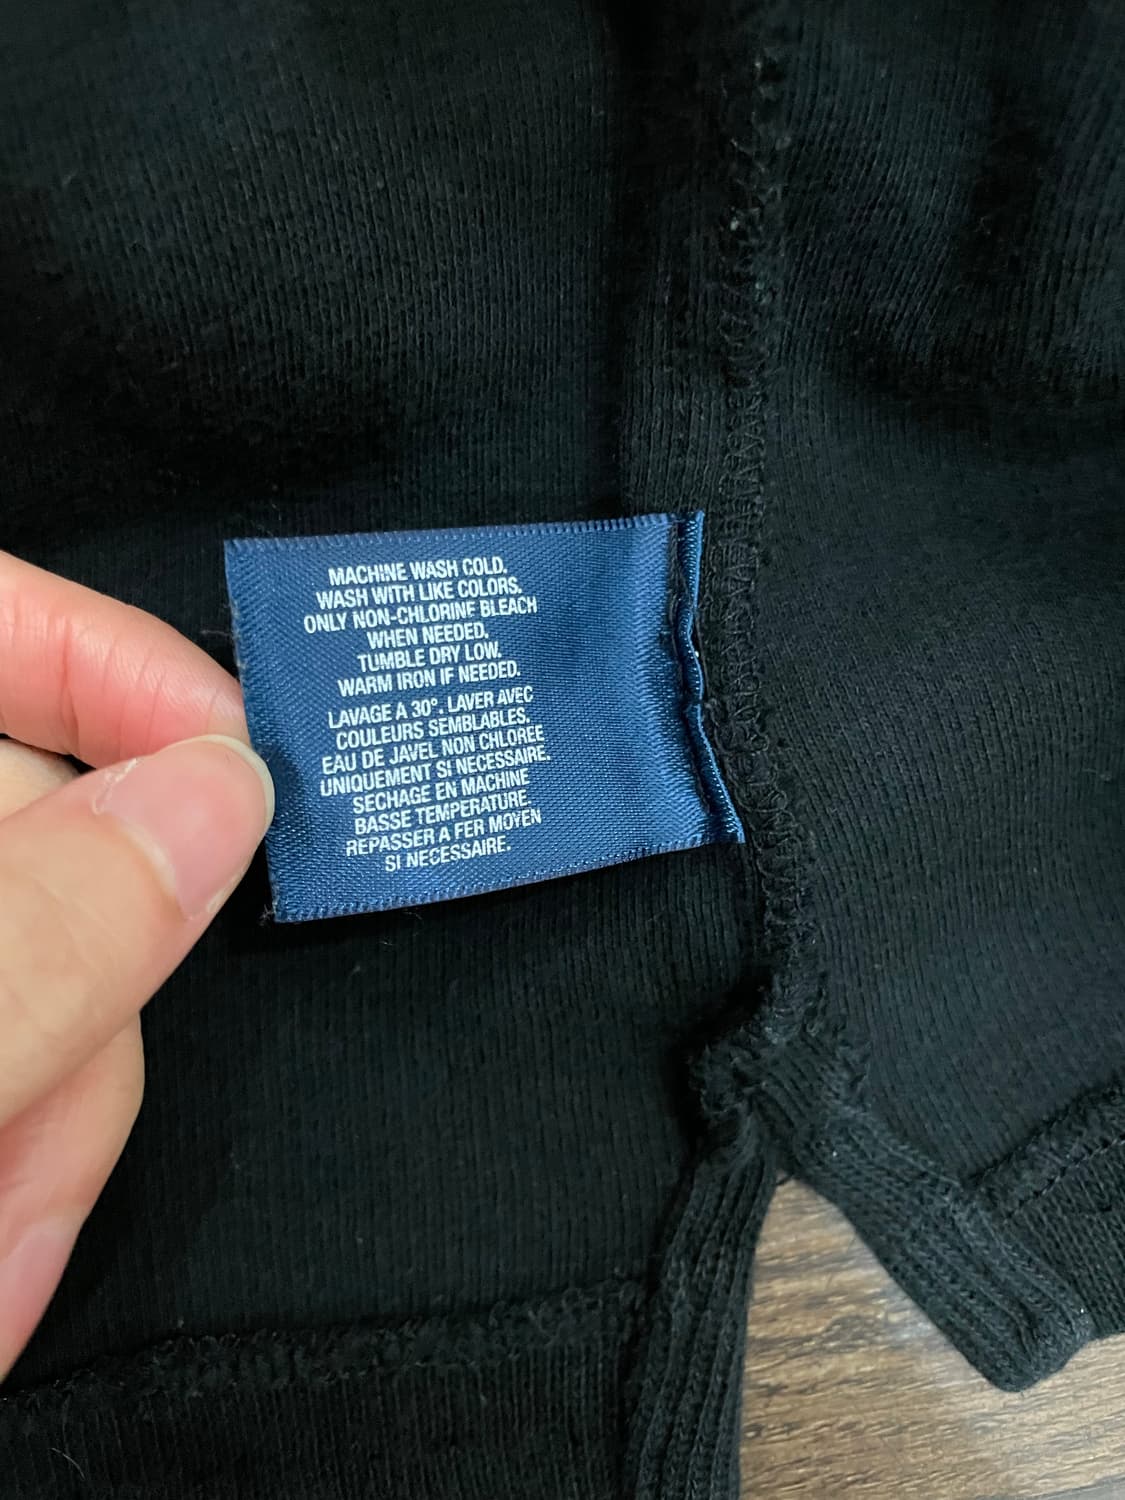 MACHINE WASH COLD.
WASH WITH LIKE COLORS.
ONLY NON-CHLORINE BLEACH
WHEN NEEDED,
TUMBLE DRY LOW.
WARM IRON IF NEEDED.
LAVAGE A 30°. LAVER AVEC
COULEURS SEMBLABLES.
EAU DE JAVEL NON CHLOREE
UNIQUEMENT SI NECESSAIRE.
SECHAGE EN MACHINE
BASSE TEMPERATURE.
REPASSER A FER MOYEN
SI NECESSAIRE.